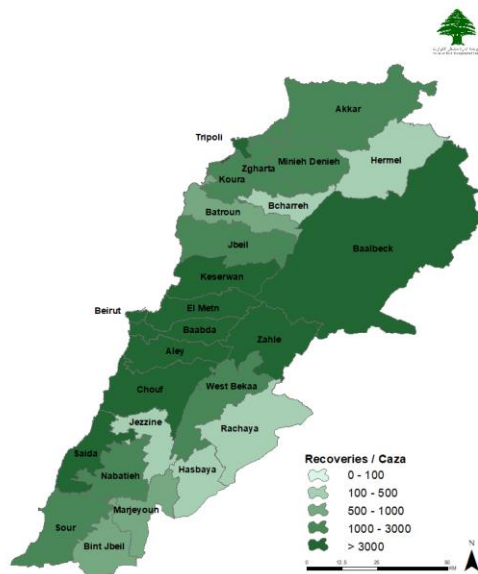 Akkar
Tripoli
Zgharta
Minieh Denieh
Hermel
Koura
Bcharreh
Batroun
Jbeil
Baalbeck
Keserwan
El Metn
Beirut
Baabda
Zahle
Aley
Chouf
West Bekaa
Jezzine
Rachaya
Saida
Hasbaya
Nabatieh
Marjeyoun
Sour
Bint Jbeil
Recoveries / Caza
0 - 100
100 - 500
500 - 1000
1000 - 3000
> 3000
N